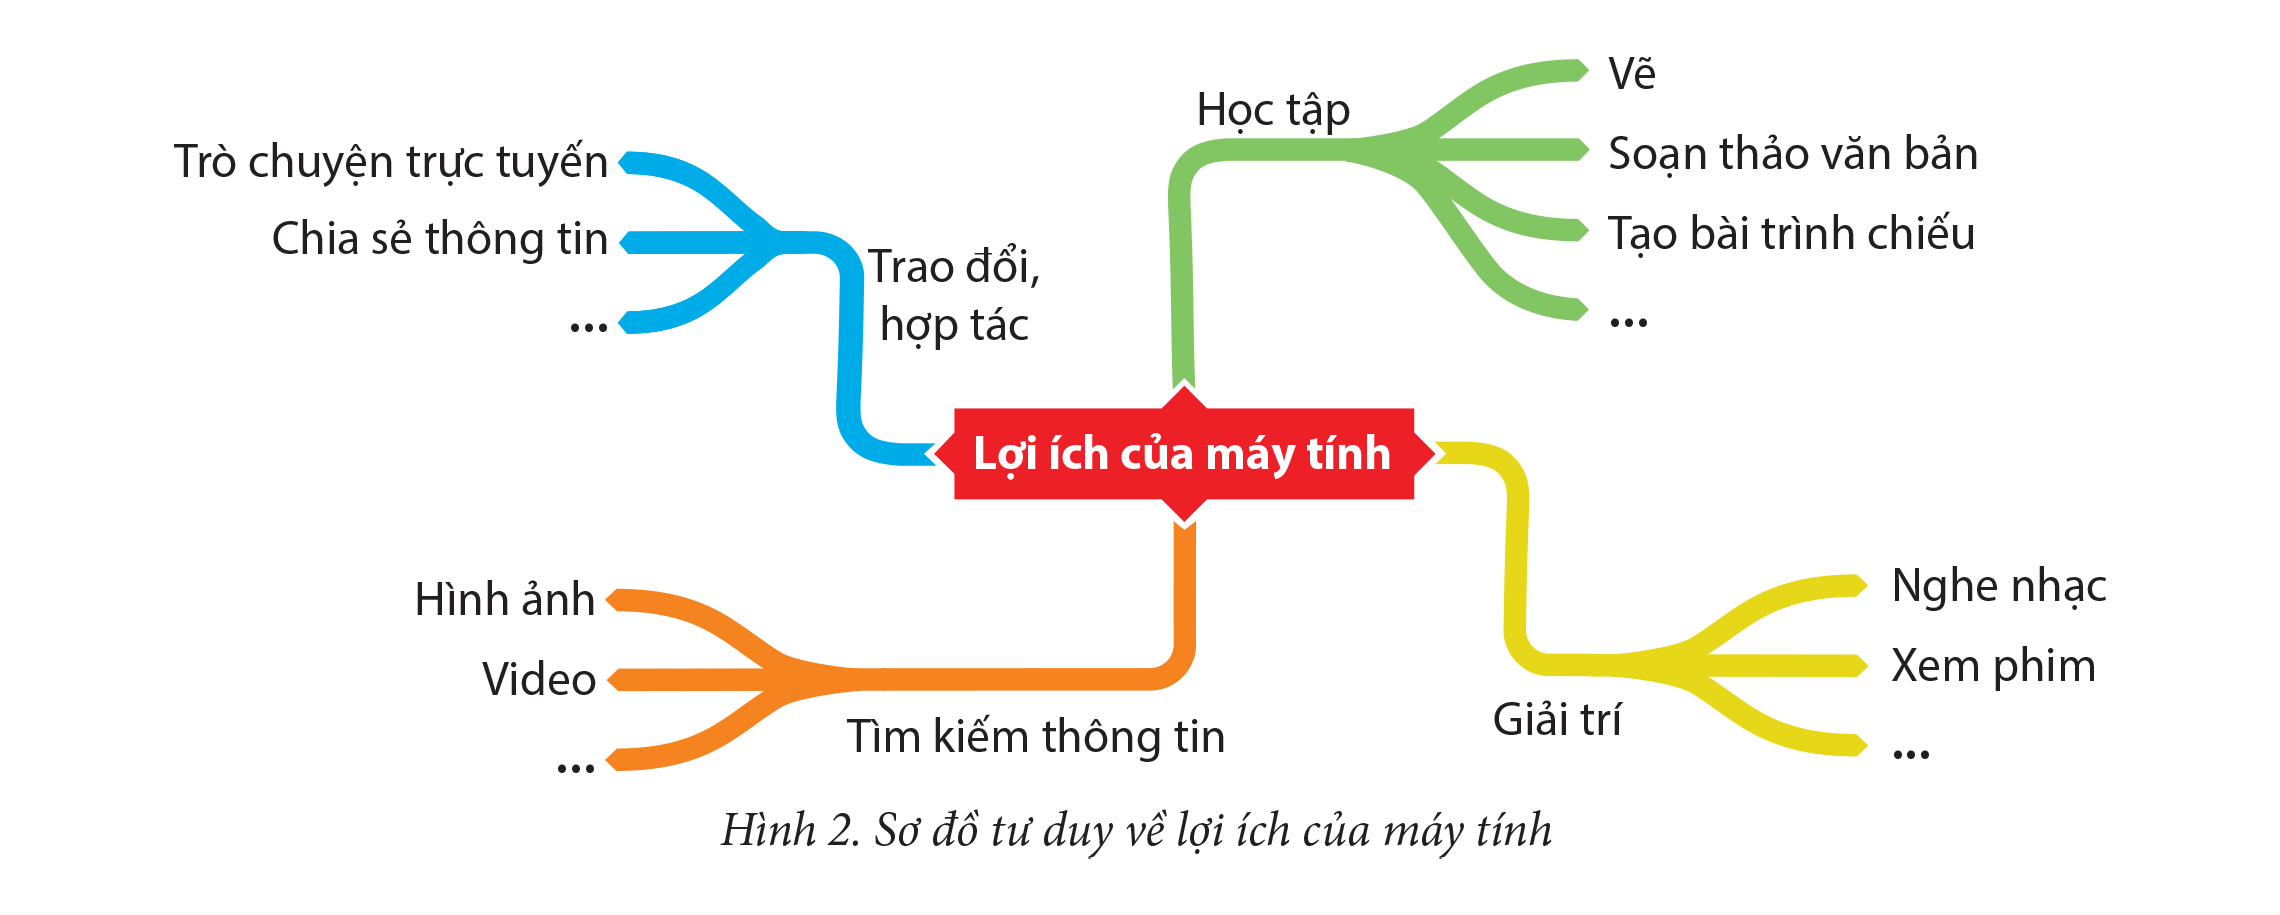 Trò chuyện trực tuyến
Chia sẻ thông tin
...
Trao đổi,
hợp tác
Học tập
Vẽ
Soạn thảo văn bản
Tạo bài trình chiếu
...
Lợi ích của máy tính
Hình ảnh
Video
...
Tìm kiếm thông tin
Giải trí
Nghe nhạc
Xem phim
...
Hình 2. Sơ đồ tư duy về lợi ích của máy tính